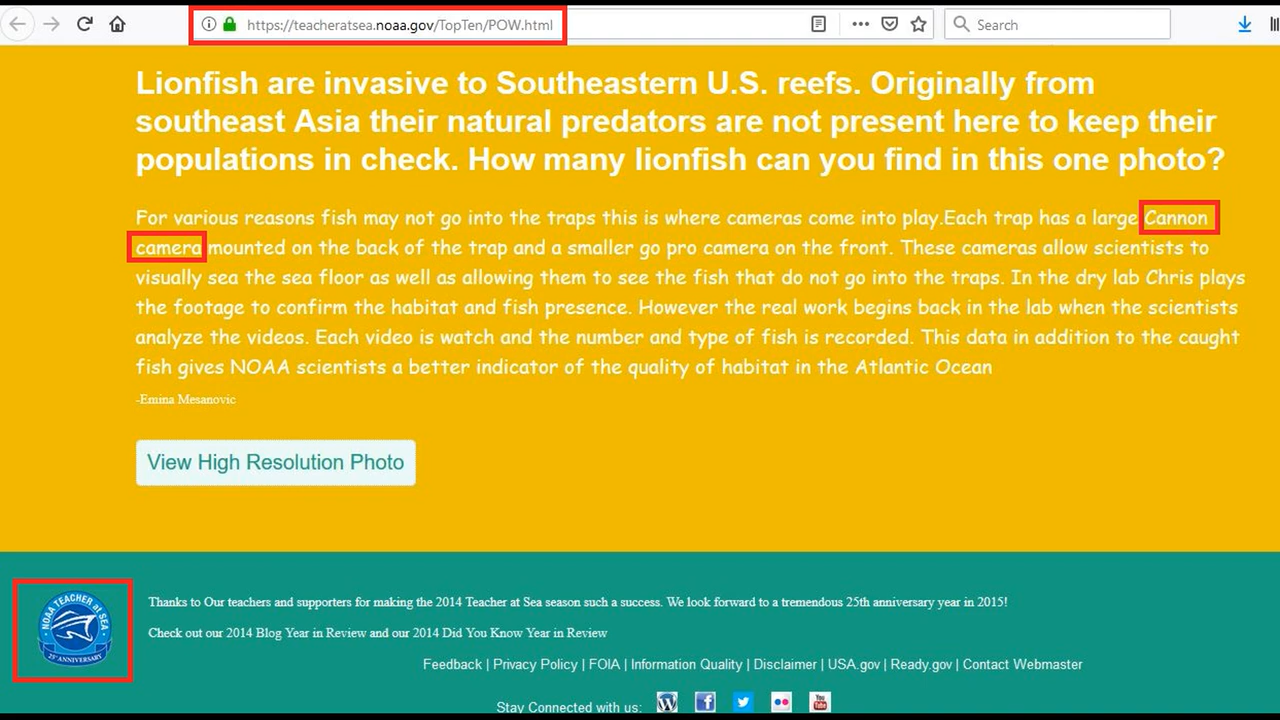 https://teacheratsea.noaa.gov/TopTen/POW.html
Search
Lionfish are invasive to Southeastern U.S. reefs. Originally from
southeast Asia their natural predators are not present here to keep their
populations in check. How many lionfish can you find in this one photo?
For various reasons fish may not go into the traps this is where cameras come into play.Each trap has a large Cannon
camera mounted on the back of the trap and a smaller go pro camera on the front. These cameras allow scientists to
visually sea the sea floor as well as allowing them to see the fish that do not go into the traps. In the dry lab Chris plays
the footage to confirm the habitat and fish presence. However the real work begins back in the lab when the scientists
analyze the videos. Each video is watch and the number and type of fish is recorded. This data in addition to the caught
fish gives NOAA scientists a better indicator of the quality of habitat in the Atlantic Ocean
-Emina Mesanovic
View High Resolution Photo
NOAA TEACHER at SEA
25th ANNIVERSARY
Thanks to Our teachers and supporters for making the 2014 Teacher at Sea season such a success. We look forward to a tremendous 25th anniversary year in 2015!
Check out our 2014 Blog Year in Review and our 2014 Did You Know Year in Review
Feedback | Privacy Policy | FOIA | Information Quality | Disclaimer | USA.gov | Ready.gov | Contact Webmaster
Stay Connected with us:
You Tube